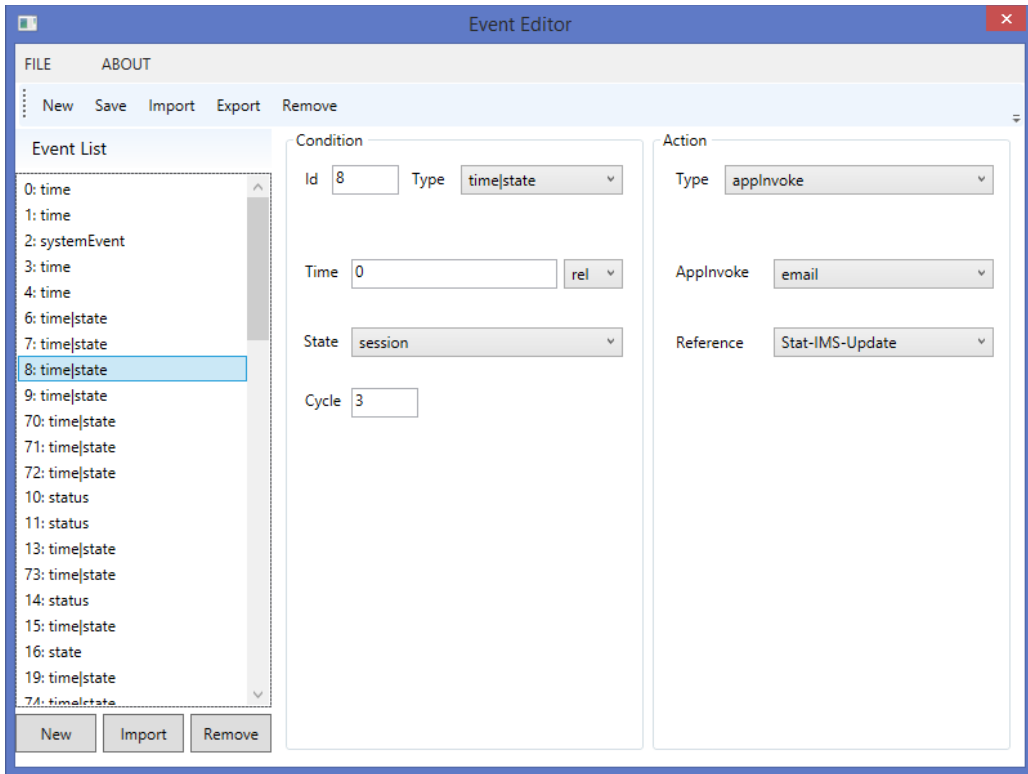 Event Editor
FILE ABOUT
New Save Import Export Remove
Event List
0: time
1: time
2: systemEvent
3: time
4: time
6: time|state
7: time|state
8: time|state
9: time|state
70: time|state
71: time|state
72: time|state
10: status
11: status
13: time|state
73: time|state
14: status
15: time|state
16: state
19: time|state
74: time|state
New Import Remove
Condition
Id 8 Type time|state
Time 0 rel
State session
Cycle 3
Action
Type appInvoke
AppInvoke email
Reference Stat-IMS-Update